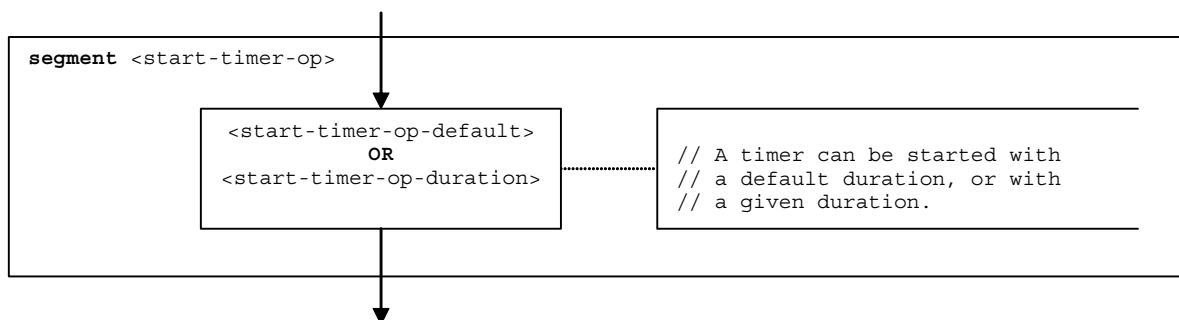 segment <start-timer-op>
<start-timer-op-default>
OR
<start-timer-op-duration>
// A timer can be started with
// a default duration, or with
// a given duration.